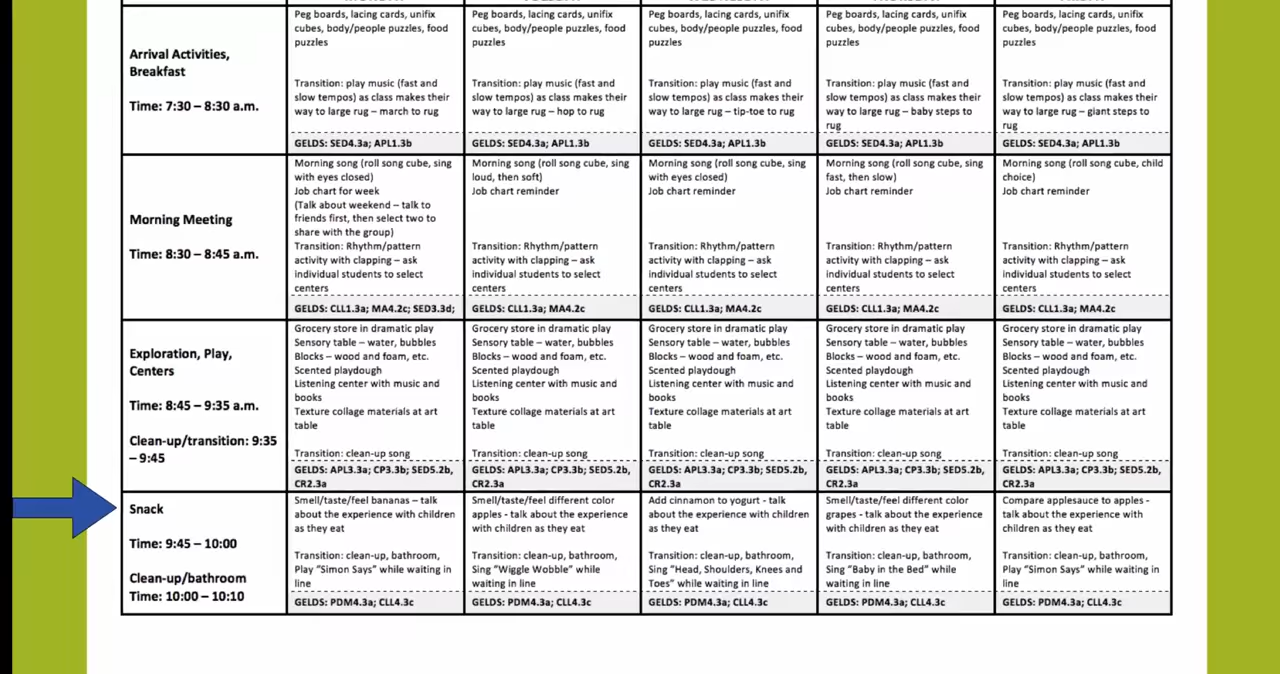 Arrival Activities,
Breakfast
Time: 7:30 – 8:30 a.m.
Peg boards, lacing cards, unifix
cubes, body/people puzzles, food
puzzles
Transition: play music (fast and
slow tempos) as class makes their
way to large rug – march to rug
GELDS: SED4.3a; APL1.3b
Peg boards, lacing cards, unifix
cubes, body/people puzzles, food
puzzles
Transition: play music (fast and
slow tempos) as class makes their
way to large rug – hop to rug
GELDS: SED4.3a; APL1.3b
Peg boards, lacing cards, unifix
cubes, body/people puzzles, food
puzzles
Transition: play music (fast and
slow tempos) as class makes their
way to large rug – tip-toe to rug
GELDS: SED4.3a; APL1.3b
Peg boards, lacing cards, unifix
cubes, body/people puzzles, food
puzzles
Transition: play music (fast and
slow tempos) as class makes their
way to large rug – baby steps to
rug
GELDS: SED4.3a; APL1.3b
Peg boards, lacing cards, unifix
cubes, body/people puzzles, food
puzzles
Transition: play music (fast and
slow tempos) as class makes their
way to large rug – giant steps to
rug
GELDS: SED4.3a; APL1.3b
Morning Meeting
Time: 8:30 – 8:45 a.m.
Morning song (roll song cube, sing
with eyes closed)
Job chart for week
(Talk about weekend – talk to
friends first, then select two to
share with the group)
Transition: Rhythm/pattern
activity with clapping – ask
individual students to select
centers
GELDS: CLL1.3a; MA4.2c; SED3.3d;
Morning song (roll song cube, sing
loud, then soft)
Job chart reminder
Transition: Rhythm/pattern
activity with clapping – ask
individual students to select
centers
GELDS: CLL1.3a; MA4.2c
Morning song (roll song cube, sing
with eyes closed)
Job chart reminder
Transition: Rhythm/pattern
activity with clapping – ask
individual students to select
centers
GELDS: CLL1.3a; MA4.2c
Morning song (roll song cube, sing
fast, then slow)
Job chart reminder
Transition: Rhythm/pattern
activity with clapping – ask
individual students to select
centers
GELDS: CLL1.3a; MA4.2c
Morning song (roll song cube, child
choice)
Job chart reminder
Transition: Rhythm/pattern
activity with clapping – ask
individual students to select
centers
GELDS: CLL1.3a; MA4.2c
Exploration, Play,
Centers
Time: 8:45 – 9:35 a.m.
Clean-up/transition: 9:35
– 9:45
Grocery store in dramatic play
Sensory table – water, bubbles
Blocks – wood and foam, etc.
Scented playdough
Listening center with music and
books
Texture collage materials at art
table
Transition: clean-up song
GELDS: APL3.3a; CP3.3b; SED5.2b,
CR2.3a
Grocery store in dramatic play
Sensory table – water, bubbles
Blocks – wood and foam, etc.
Scented playdough
Listening center with music and
books
Texture collage materials at art
table
Transition: clean-up song
GELDS: APL3.3a; CP3.3b; SED5.2b,
CR2.3a
Grocery store in dramatic play
Sensory table – water, bubbles
Blocks – wood and foam, etc.
Scented playdough
Listening center with music and
books
Texture collage materials at art
table
Transition: clean-up song
GELDS: APL3.3a; CP3.3b; SED5.2b,
CR2.3a
Grocery store in dramatic play
Sensory table – water, bubbles
Blocks – wood and foam, etc.
Scented playdough
Listening center with music and
books
Texture collage materials at art
table
Transition: clean-up song
GELDS: APL3.3a; CP3.3b; SED5.2b,
CR2.3a
Grocery store in dramatic play
Sensory table – water, bubbles
Blocks – wood and foam, etc.
Scented playdough
Listening center with music and
books
Texture collage materials at art
table
Transition: clean-up song
GELDS: APL3.3a; CP3.3b; SED5.2b,
CR2.3a
Snack
Time: 9:45 – 10:00
Clean-up/bathroom
Time: 10:00 – 10:10
Smell/taste/feel bananas – talk
about the experience with children
as they eat
Transition: clean-up, bathroom,
Play “Simon Says” while waiting in
line
GELDS: PDM4.3a; CLL4.3c
Smell/taste/feel different color
apples - talk about the experience
with children as they eat
Transition: clean-up, bathroom,
Sing “Wiggle Wobble” while
waiting in line
GELDS: PDM4.3a; CLL4.3c
Add cinnamon to yogurt - talk
about the experience with children
as they eat
Transition: clean-up, bathroom,
Sing “Head, Shoulders, Knees and
Toes” while waiting in line
GELDS: PDM4.3a; CLL4.3c
Smell/taste/feel different color
grapes - talk about the experience
with children as they eat
Transition: clean-up, bathroom,
Sing “Baby in the Bed” while
waiting in line
GELDS: PDM4.3a; CLL4.3c
Compare applesauce to apples -
talk about the experience with
children as they eat
Transition: clean-up, bathroom,
Play “Simon Says” while waiting in
line
GELDS: PDM4.3a; CLL4.3c